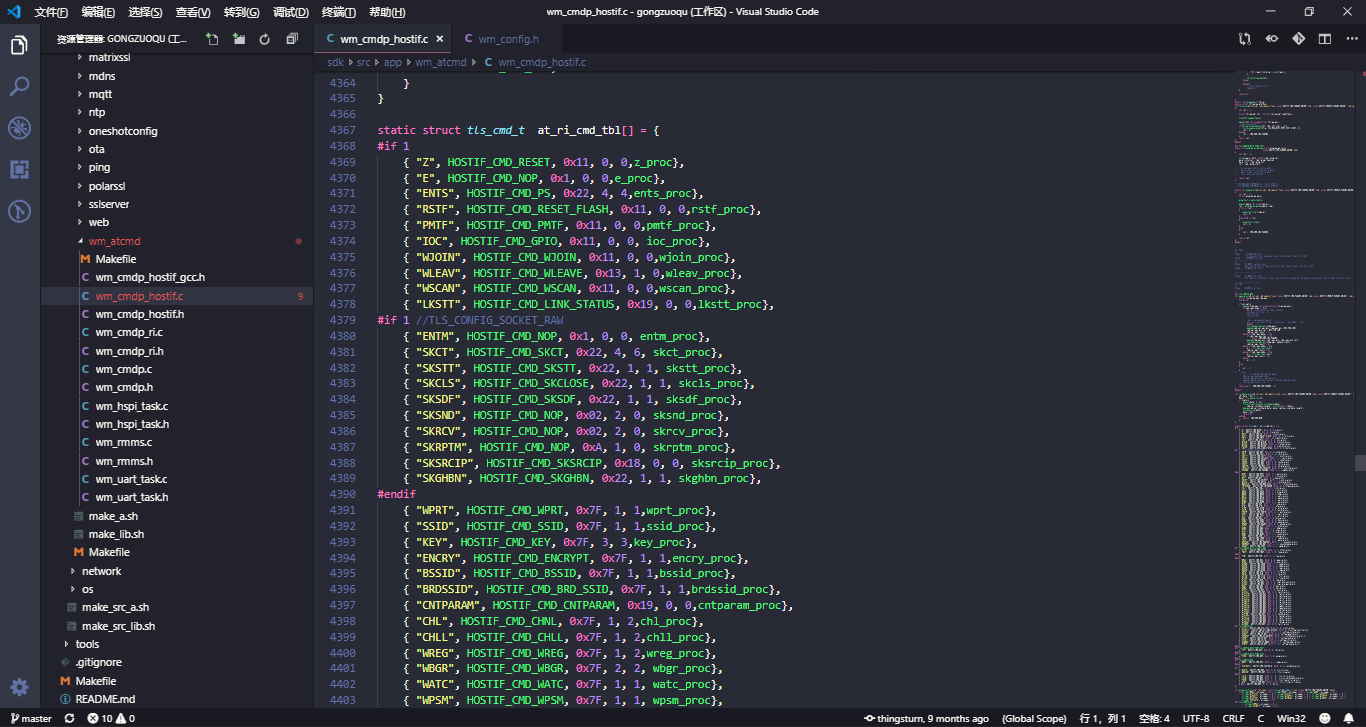 文件(F) 编辑(E) 选择(S) 查看(V) 转到(G) 调试(D) 终端(T) 帮助(H)
wm_cmdp_hostif.c - gongzuoqu (工作区) - Visual Studio Code
资源管理器: GONGZUOQU (工...
matrixssl
mdns
mqtt
ntp
oneshotconfig
ota
ping
polarssl
sslserver
web
wm_atcmd
M Makefile
C wm_cmdp_hostif_gcc.h
C wm_cmdp_hostif.c 9
C wm_cmdp_hostif.h
C wm_cmdp_ri.c
C wm_cmdp_ri.h
C wm_cmdp.c
C wm_cmdp.h
C wm_hspi_task.c
C wm_hspi_task.h
C wm_rmms.c
C wm_rmms.h
C wm_uart_task.c
C wm_uart_task.h
make_a.sh
make_lib.sh
M Makefile
network
os
make_src_a.sh
make_src_lib.sh
tools
.gitignore
M Makefile
README.md
C wm_cmdp_hostif.c × C wm_config.h
sdk src app wm_atcmd C wm_cmdp_hostif.c
4364 }
4365 }
4366
4367 static struct tls_cmd_t  at_ri_cmd_tbl[] = {
4368 #if 1
4369 { "Z", HOSTIF_CMD_RESET, 0x11, 0, 0,z_proc},
4370 { "E", HOSTIF_CMD_NOP, 0x1, 0, 0,e_proc},
4371 { "ENTS", HOSTIF_CMD_PS, 0x22, 4, 4,ents_proc},
4372 { "RSTF", HOSTIF_CMD_RESET_FLASH, 0x11, 0, 0,rstf_proc},
4373 { "PMTF", HOSTIF_CMD_PMTF, 0x11, 0, 0,pmtf_proc},
4374 { "IOC", HOSTIF_CMD_GPIO, 0x11, 0, 0, ioc_proc},
4375 { "WJOIN", HOSTIF_CMD_WJOIN, 0x11, 0, 0,wjoin_proc},
4376 { "WLEAV", HOSTIF_CMD_WLEAVE, 0x13, 1, 0,wleav_proc},
4377 { "WSCAN", HOSTIF_CMD_WSCAN, 0x11, 0, 0,wscan_proc},
4378 { "LKSTT", HOSTIF_CMD_LINK_STATUS, 0x19, 0, 0,lkstt_proc},
4379 #if 1 //TLS_CONFIG_SOCKET_RAW
4380 { "ENTM", HOSTIF_CMD_NOP, 0x1, 0, 0, entm_proc},
4381 { "SKCT", HOSTIF_CMD_SKCT, 0x22, 4, 6, skct_proc},
4382 { "SKSTT", HOSTIF_CMD_SKSTT, 0x22, 1, 1, skstt_proc},
4383 { "SKCLS", HOSTIF_CMD_SKCLOSE, 0x22, 1, 1, skcls_proc},
4384 { "SKSDF", HOSTIF_CMD_SKSDF, 0x22, 1, 1, sksdf_proc},
4385 { "SKSND", HOSTIF_CMD_NOP, 0x02, 2, 0, sksnd_proc},
4386 { "SKRCV", HOSTIF_CMD_NOP, 0x02, 2, 0, skrcv_proc},
4387 { "SKRPTM", HOSTIF_CMD_NOP, 0xA, 1, 0, skrptm_proc},
4388 { "SKSRCIP", HOSTIF_CMD_SKSRCIP, 0x18, 0, 0, sksrcip_proc},
4389 { "SKGHBN", HOSTIF_CMD_SKGHBN, 0x22, 1, 1, skghbn_proc},
4390 #endif
4391 { "WPRT", HOSTIF_CMD_WPRT, 0x7F, 1, 1,wprt_proc},
4392 { "SSID", HOSTIF_CMD_SSID, 0x7F, 1, 1,ssid_proc},
4393 { "KEY", HOSTIF_CMD_KEY, 0x7F, 3, 3,key_proc},
4394 { "ENCRY", HOSTIF_CMD_ENCRYPT, 0x7F, 1, 1,encry_proc},
4395 { "BSSID", HOSTIF_CMD_BSSID, 0x7F, 1, 1,bssid_proc},
4396 { "BRDSSID", HOSTIF_CMD_BRD_SSID, 0x7F, 1, 1,brdssid_proc},
4397 { "CNTPARAM", HOSTIF_CMD_CNTPARAM, 0x19, 0, 0,cntparam_proc},
4398 { "CHL", HOSTIF_CMD_CHNL, 0x7F, 1, 2,chl_proc},
4399 { "CHLL", HOSTIF_CMD_CHLL, 0x7F, 1, 2,chll_proc},
4400 { "WREG", HOSTIF_CMD_WREG, 0x7F, 1, 2,wreg_proc},
4401 { "WBGR", HOSTIF_CMD_WBGR, 0x7F, 2, 2, wbgr_proc},
4402 { "WATC", HOSTIF_CMD_WATC, 0x7F, 1, 1, watc_proc},
4403 { "WPSM", HOSTIF_CMD_WPSM, 0x7F, 1, 1, wpsm_proc},
master 10 0 thingsturn, 9 months ago (Global Scope) 行 1，列 1 空格: 4 UTF-8 CRLF C Win32